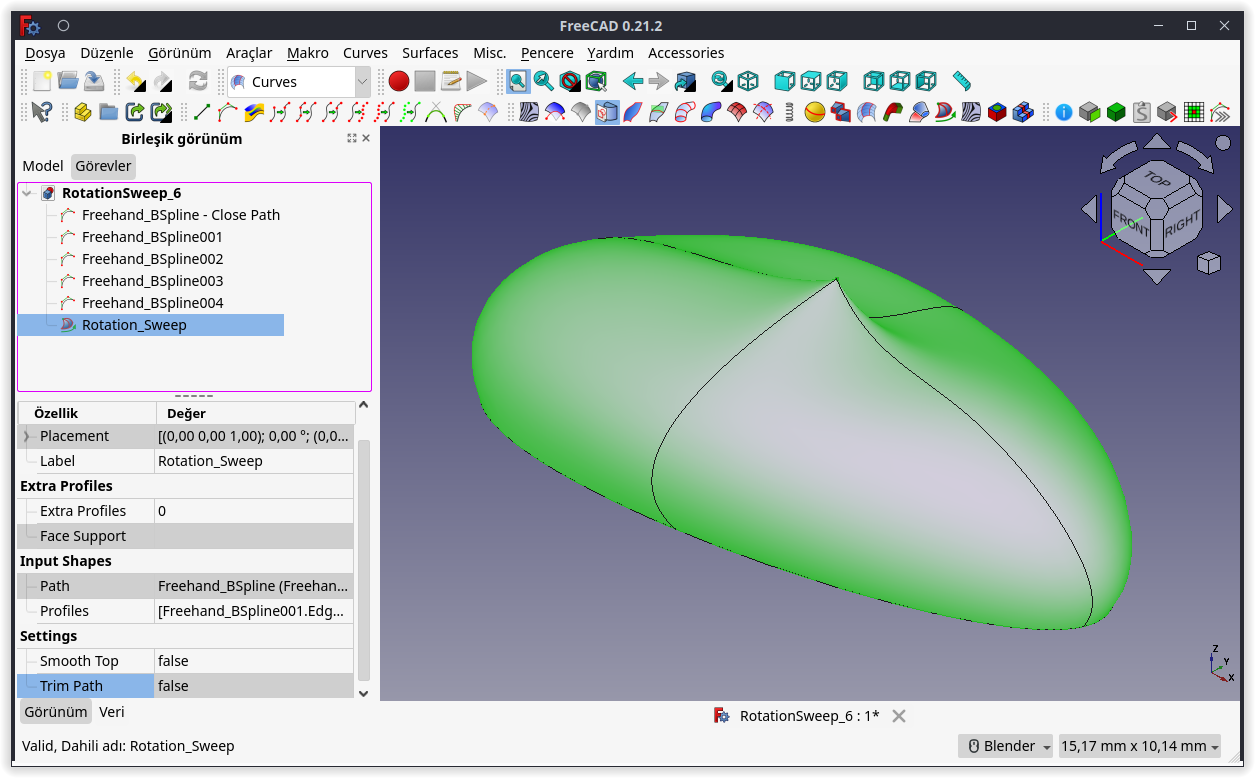 FreeCAD 0.21.2
Dosya Düzenle Görünüm Araçlar Makro Curves Surfaces Misc. Pencere Yardım Accessories
Curves
Birleşik görünüm
Model Görevler
RotationSweep_6
Freehand_BSpline - Close Path
Freehand_BSpline001
Freehand_BSpline002
Freehand_BSpline003
Freehand_BSpline004
Rotation_Sweep
Özellik Değer
Placement [(0,00 0,00 1,00); 0,00 º; (0,0...
Label Rotation_Sweep
Extra Profiles
Extra Profiles 0
Face Support
Input Shapes
Path Freehand_BSpline (Freehan...
Profiles [Freehand_BSpline001.Edg...
Settings
Smooth Top false
Trim Path false
Görünüm Veri
TOP
FRONT RIGHT
Z
Y
X
RotationSweep_6 : 1*
Valid, Dahili adı: Rotation_Sweep
Blender 15,17 mm x 10,14 mm